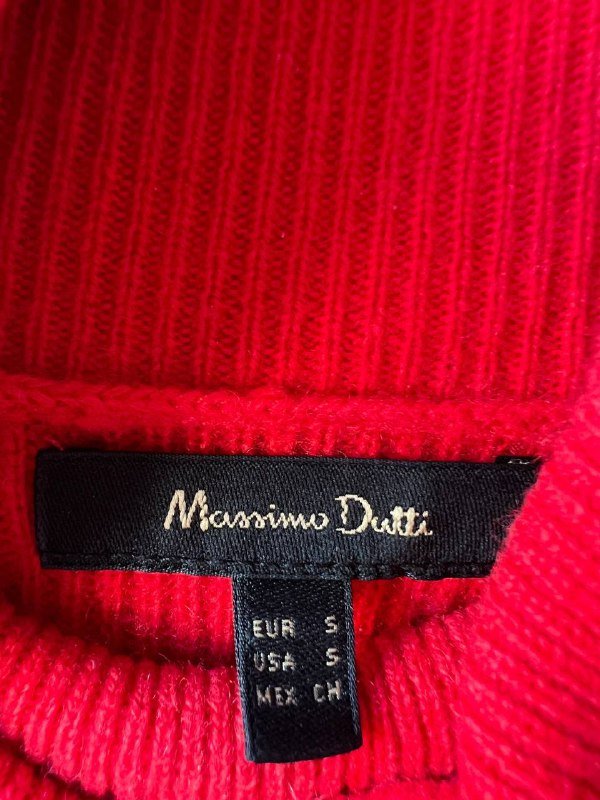 Massimo Dutti
EUR S
USA S
MEX CH